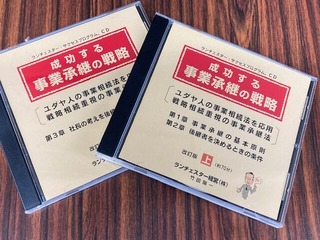 ランチェスター・サクセスプログラム、CD
成功する
事業承継の戦略
ユダヤ人の事業相続法を応用
戦略相続重視の事業承
第3章 社長の考えを後
改訂
ランチェスター・サクセスプログラム、CD
成功する
事業承継の戦略
ユダヤ人の事業相続法を応用
戦略相続重視の事業承継法
第1章 事業承継の基本原則
第2章 後継者を決めるときの条件
改訂版 上 (約70分)
ランチェスター経営(株)
竹田陽一